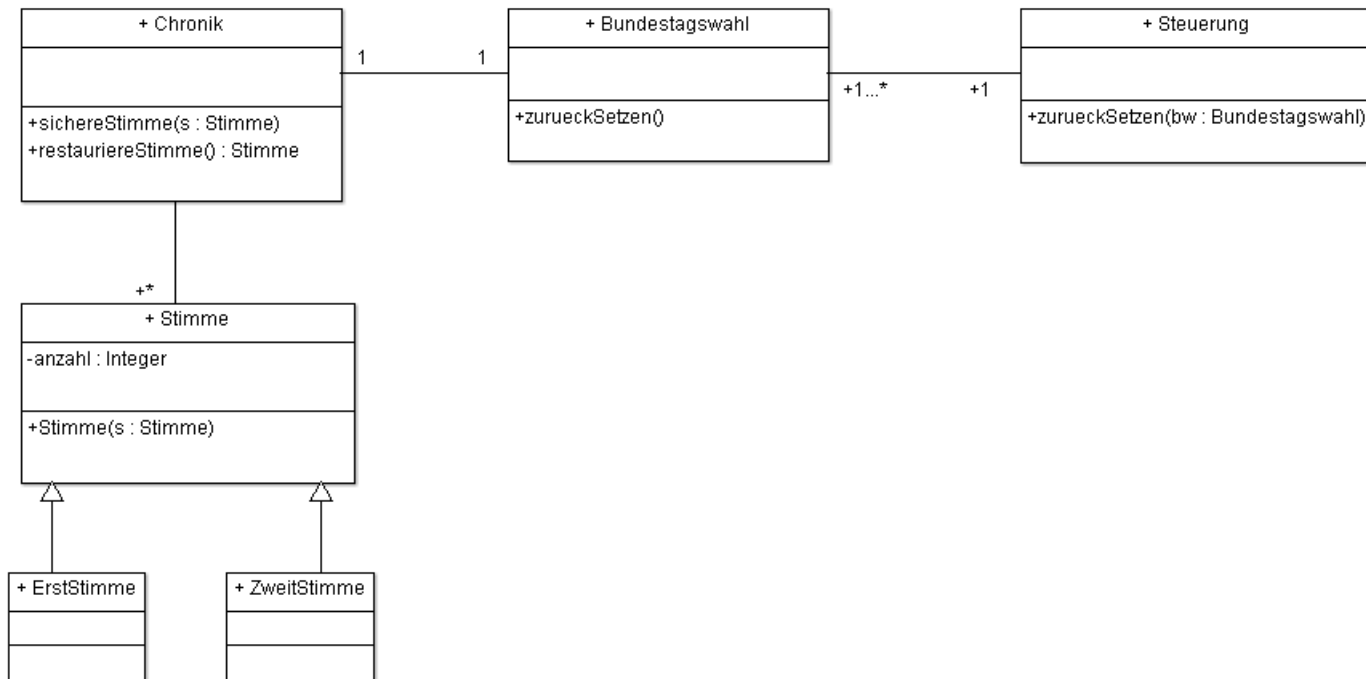 + Chronik
+sichereStimme(s : Stimme)
+restauriereStimme() : Stimme
1
1
+ Bundestagswahl
+zurueckSetzen()
+1...*
+1
+ Steuerung
+zurueckSetzen(bw : Bundestagswahl)
+*
+ Stimme
-anzahl : Integer
+Stimme(s : Stimme)
+ ErstStimme
+ ZweitStimme